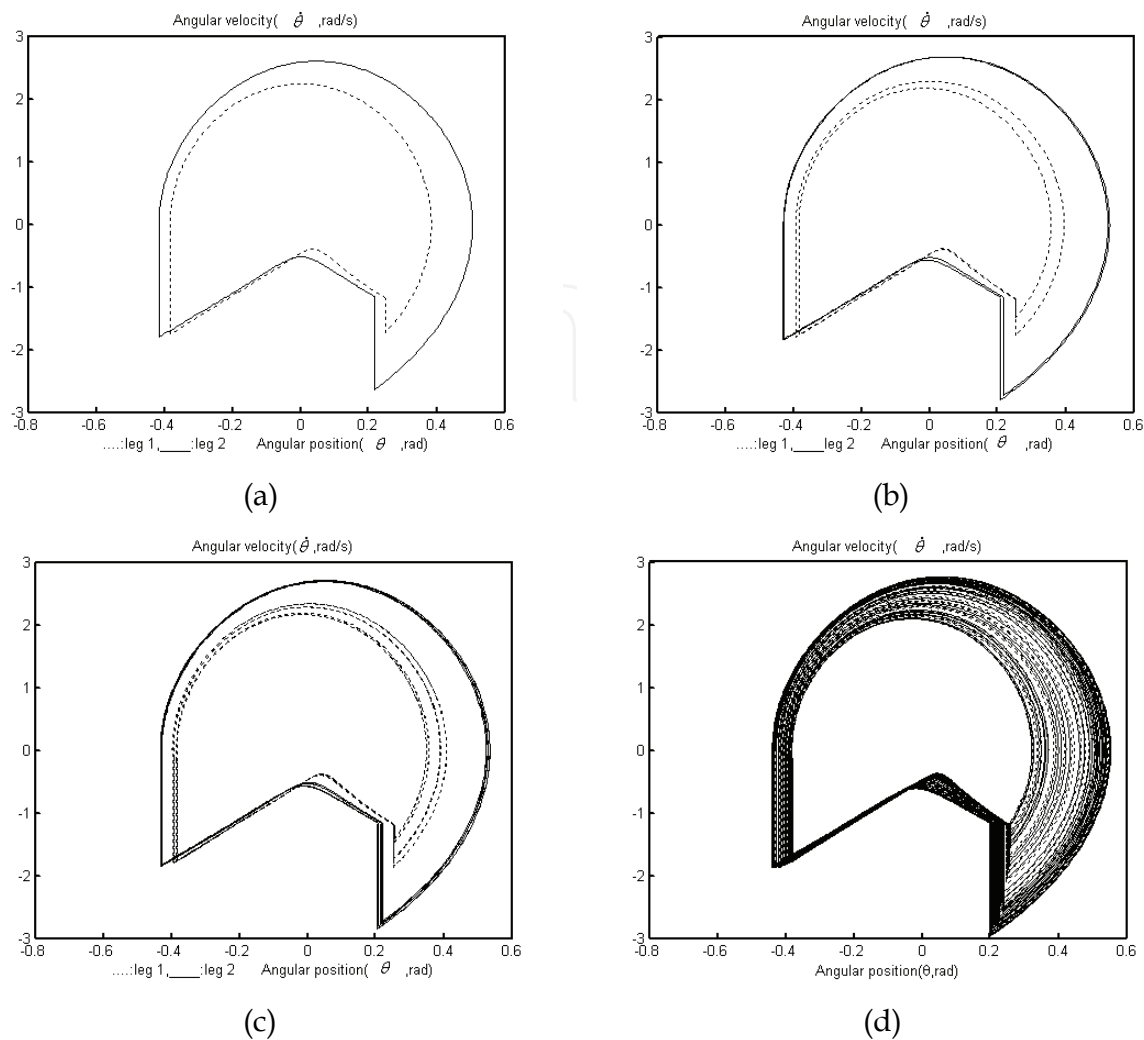 Angular velocity( θ̇ ,rad/s)
3
2
1
0
-1
-2
-3
-0.8 -0.6 -0.4 -0.2 0 0.2 0.4 0.6
....:leg 1,____:leg 2 Angular position( θ ,rad)
(a)
Angular velocity( θ̇ ,rad/s)
3
2
1
0
-1
-2
-3
-0.8 -0.6 -0.4 -0.2 0 0.2 0.4 0.6
....:leg 1,____leg 2 Angular position( θ ,rad)
(b)
Angular velocity( θ̇ ,rad/s)
3
2
1
0
-1
-2
-3
-0.8 -0.6 -0.4 -0.2 0 0.2 0.4 0.6
....:leg 1,____:leg 2 Angular position( θ ,rad)
(c)
Angular velocity( θ̇ ,rad/s)
3
2
1
0
-1
-2
-3
-0.8 -0.6 -0.4 -0.2 0 0.2 0.4 0.6
Angular position(θ,rad)
(d)